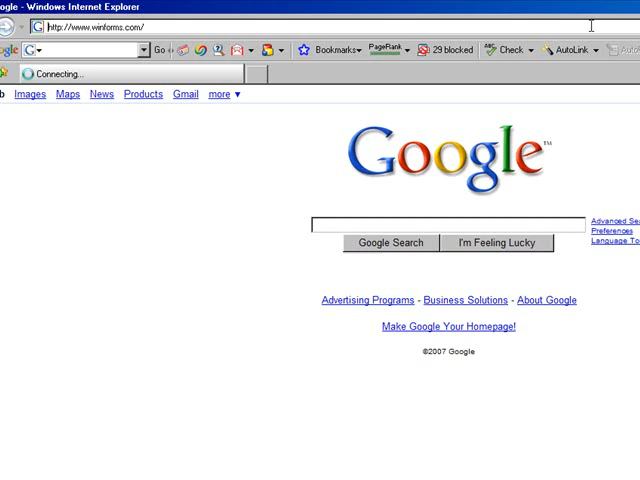 ogle - Windows Internet Explorer
http://www.winforms.com/
ogle G Go Bookmarks PageRank 29 blocked Check AutoLink
Connecting...
b Images Maps News Products Gmail more ▼
Google™
Advanced Sea
Preferences
Language To
Google Search I'm Feeling Lucky
Advertising Programs - Business Solutions - About Google
Make Google Your Homepage!
©2007 Google